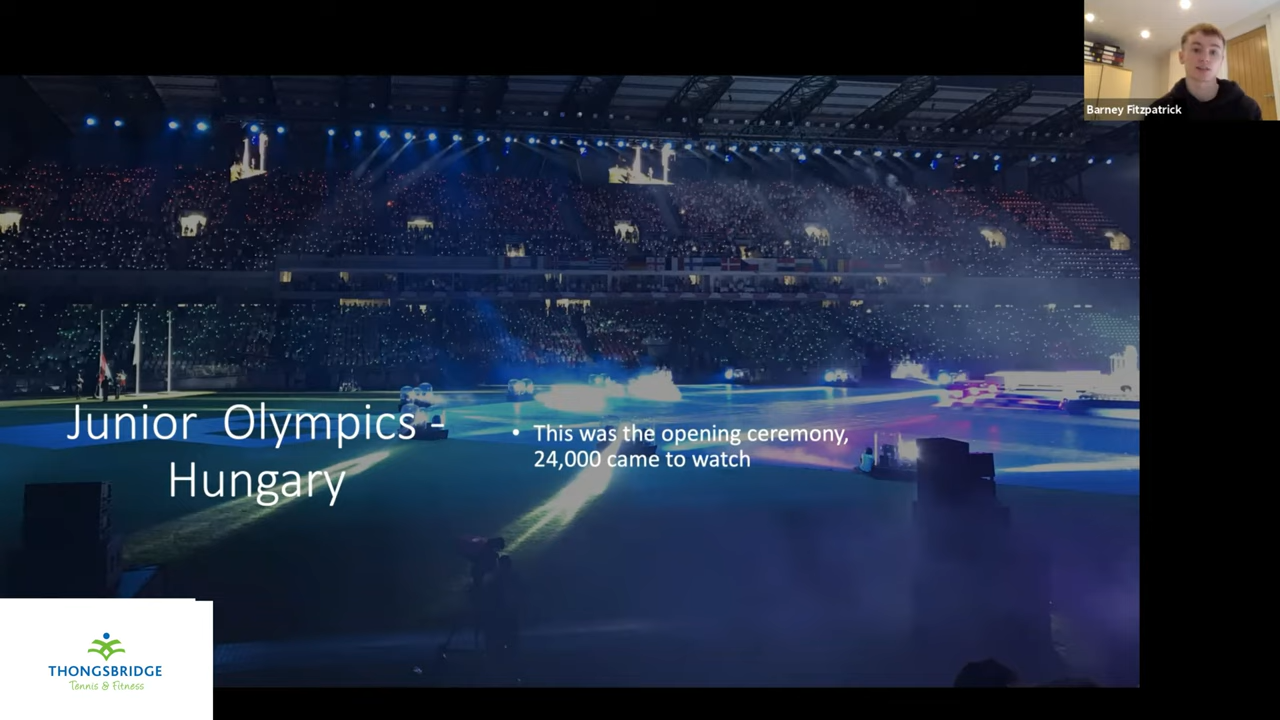 Barney Fitzpatrick
Junior Olympics -
Hungary
• This was the opening ceremony,
24,000 came to watch
THONGSBRIDGE
Tennis & Fitness